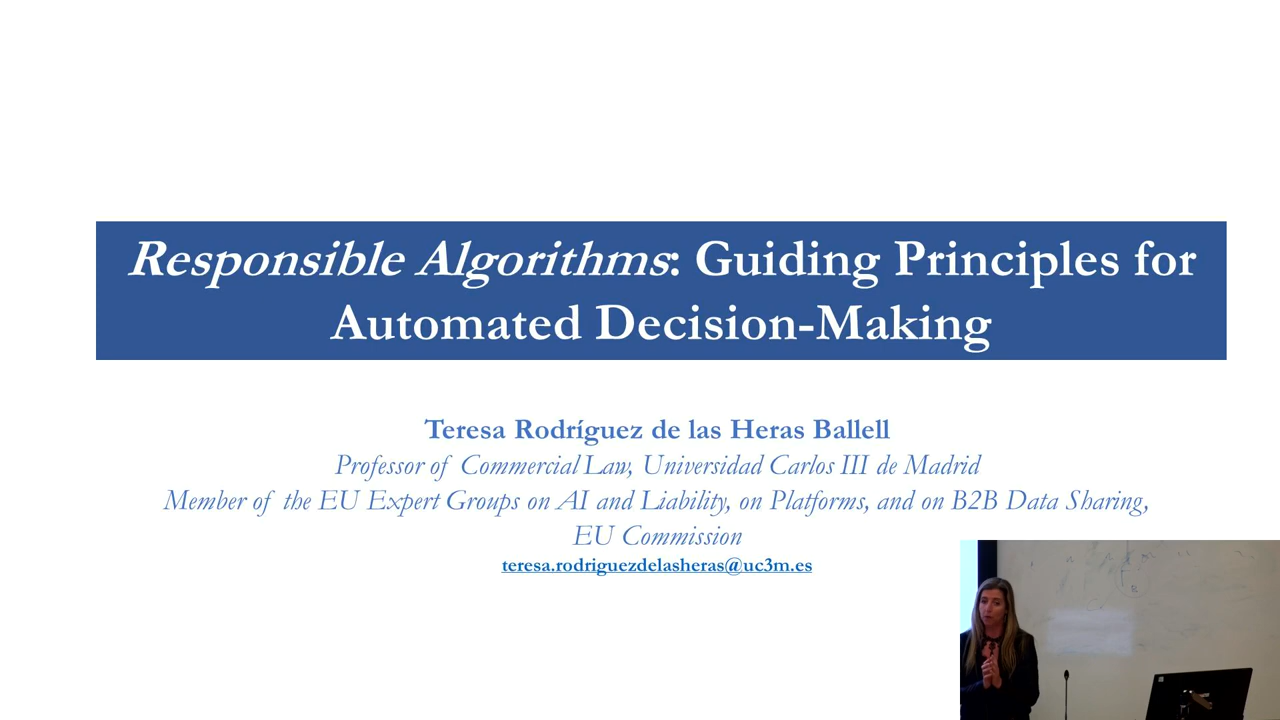 Responsible Algorithms: Guiding Principles for
Automated Decision-Making
Teresa Rodríguez de las Heras Ballell
Professor of Commercial Law, Universidad Carlos III de Madrid
Member of the EU Expert Groups on AI and Liability, on Platforms, and on B2B Data Sharing,
EU Commission
teresa.rodriguezdelasheras@uc3m.es